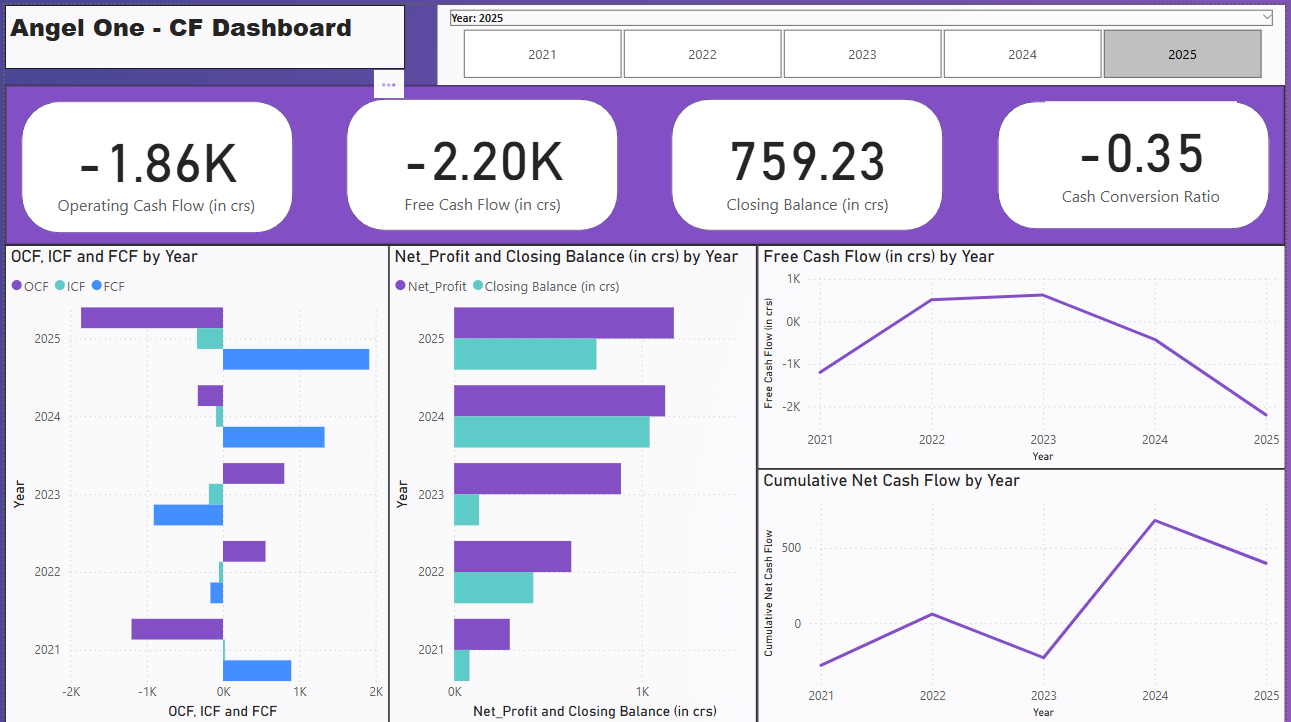 Angel One - CF Dashboard
Year: 2025
2021
2022
2023
2024
2025
-1.86K
Operating Cash Flow (in crs)
-2.20K
Free Cash Flow (in crs)
759.23
Closing Balance (in crs)
-0.35
Cash Conversion Ratio
OCF, ICF and FCF by Year
OCF ICF FCF
Year
2025
2024
2023
2022
2021
-2K -1K 0K 1K 2K
OCF, ICF and FCF
Net_Profit and Closing Balance (in crs) by Year
Net_Profit Closing Balance (in crs)
Year
2025
2024
2023
2022
2021
0K 1K
Net_Profit and Closing Balance (in crs)
Free Cash Flow (in crs) by Year
Free Cash Flow (in crs)
1K
0K
-1K
-2K
2021 2022 2023 2024 2025
Year
Cumulative Net Cash Flow by Year
Cumulative Net Cash Flow
500
0
2021 2022 2023 2024 2025
Year